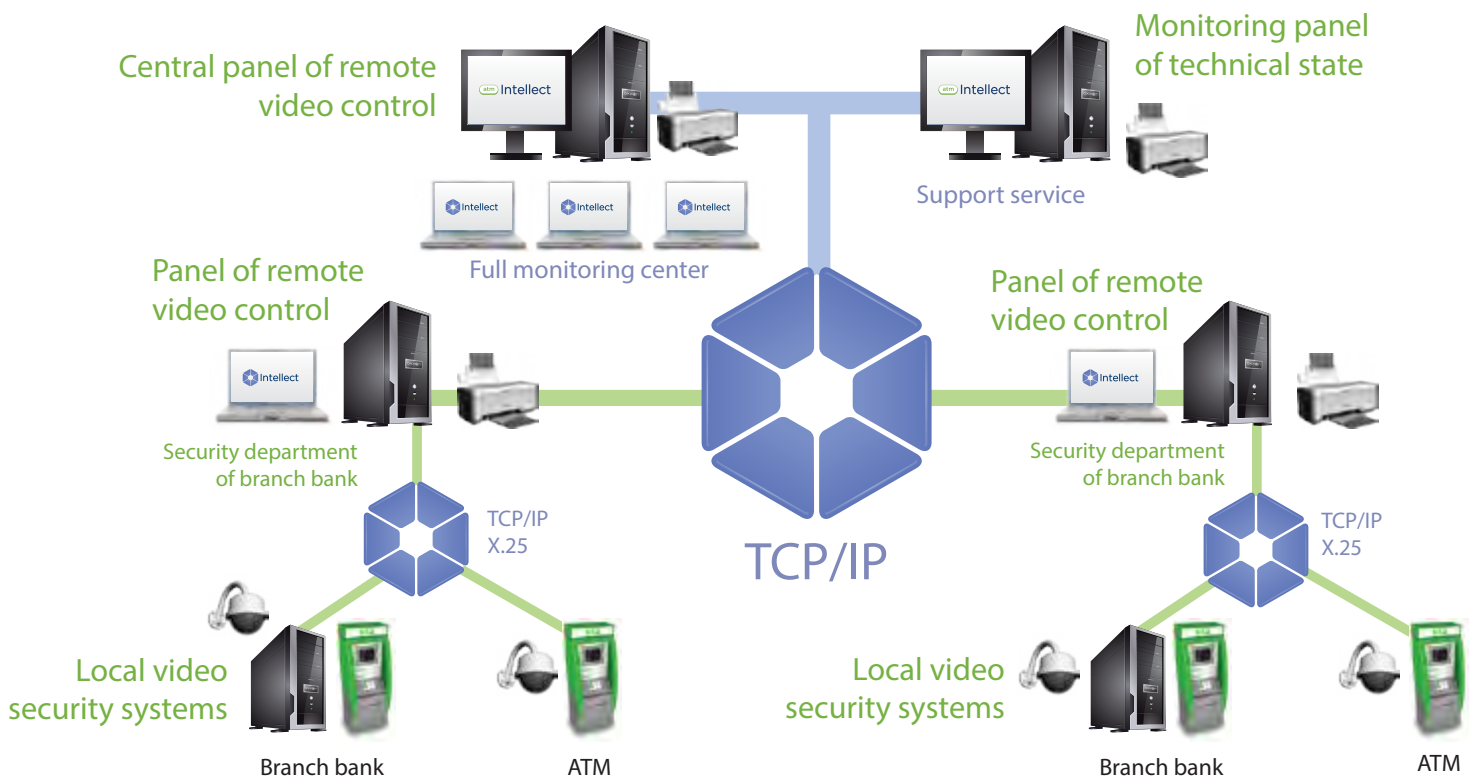 Central panel of remote
video control
atm Intellect
atm Intellect
Monitoring panel
of technical state
Intellect
Intellect
Intellect
Full monitoring center
Support service
Panel of remote
video control
Intellect
Security department
of branch bank
Panel of remote
video control
Intellect
Security department
of branch bank
TCP/IP
TCP/IP
X.25
TCP/IP
X.25
Local video
security systems
Branch bank
ATM
Local video
security systems
Branch bank
ATM